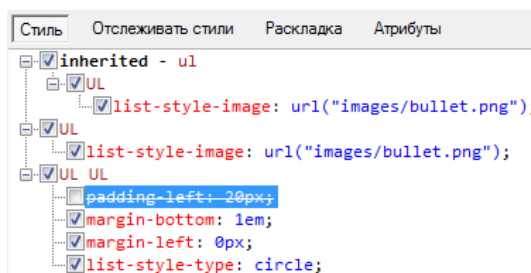 Стиль Отслеживать стили Раскладка Атрибуты
inherited - ul
UL
list-style-image: url("images/bullet.png")
UL
list-style-image: url("images/bullet.png");
UL UL
padding-left: 20px;
margin-bottom: 1em;
margin-left: 0px;
list-style-type: circle;